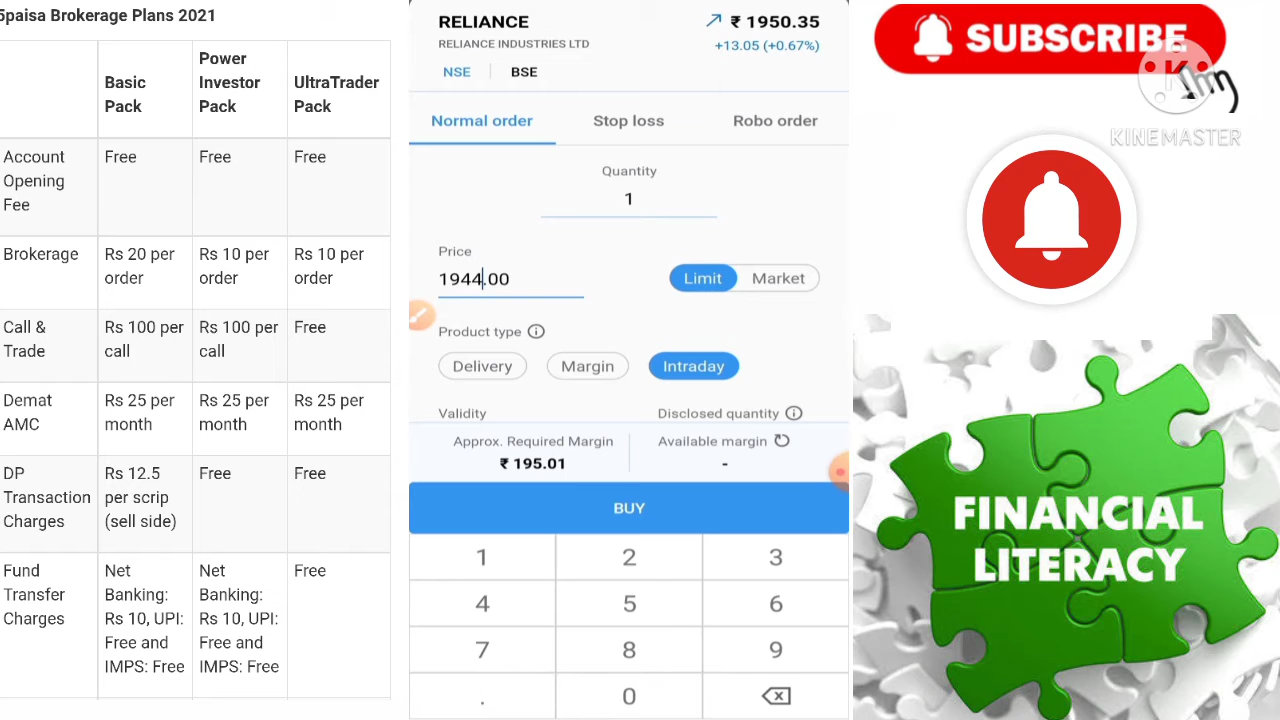 5paisa Brokerage Plans 2021
Basic Pack
Power Investor Pack
UltraTrader Pack
Account Opening Fee
Free
Free
Free
Brokerage
Rs 20 per order
Rs 10 per order
Rs 10 per order
Call & Trade
Rs 100 per call
Rs 100 per call
Free
Demat AMC
Rs 25 per month
Rs 25 per month
Rs 25 per month
DP Transaction Charges
Rs 12.5 per scrip (sell side)
Free
Free
Fund Transfer Charges
Net Banking: Rs 10, UPI: Free and IMPS: Free
Net Banking: Rs 10, UPI: Free and IMPS: Free
Free
RELIANCE
₹ 1950.35
RELIANCE INDUSTRIES LTD
+13.05 (+0.67%)
NSE
BSE
Normal order
Stop loss
Robo order
Quantity
1
Price
1944.00
Limit
Market
Product type
Delivery
Margin
Intraday
Validity
Disclosed quantity
Approx. Required Margin
Available margin
₹ 195.01
-
BUY
1
2
3
4
5
6
7
8
9
.
0
SUBSCRIBE
K
KINEMASTER
FINANCIAL
LITERACY